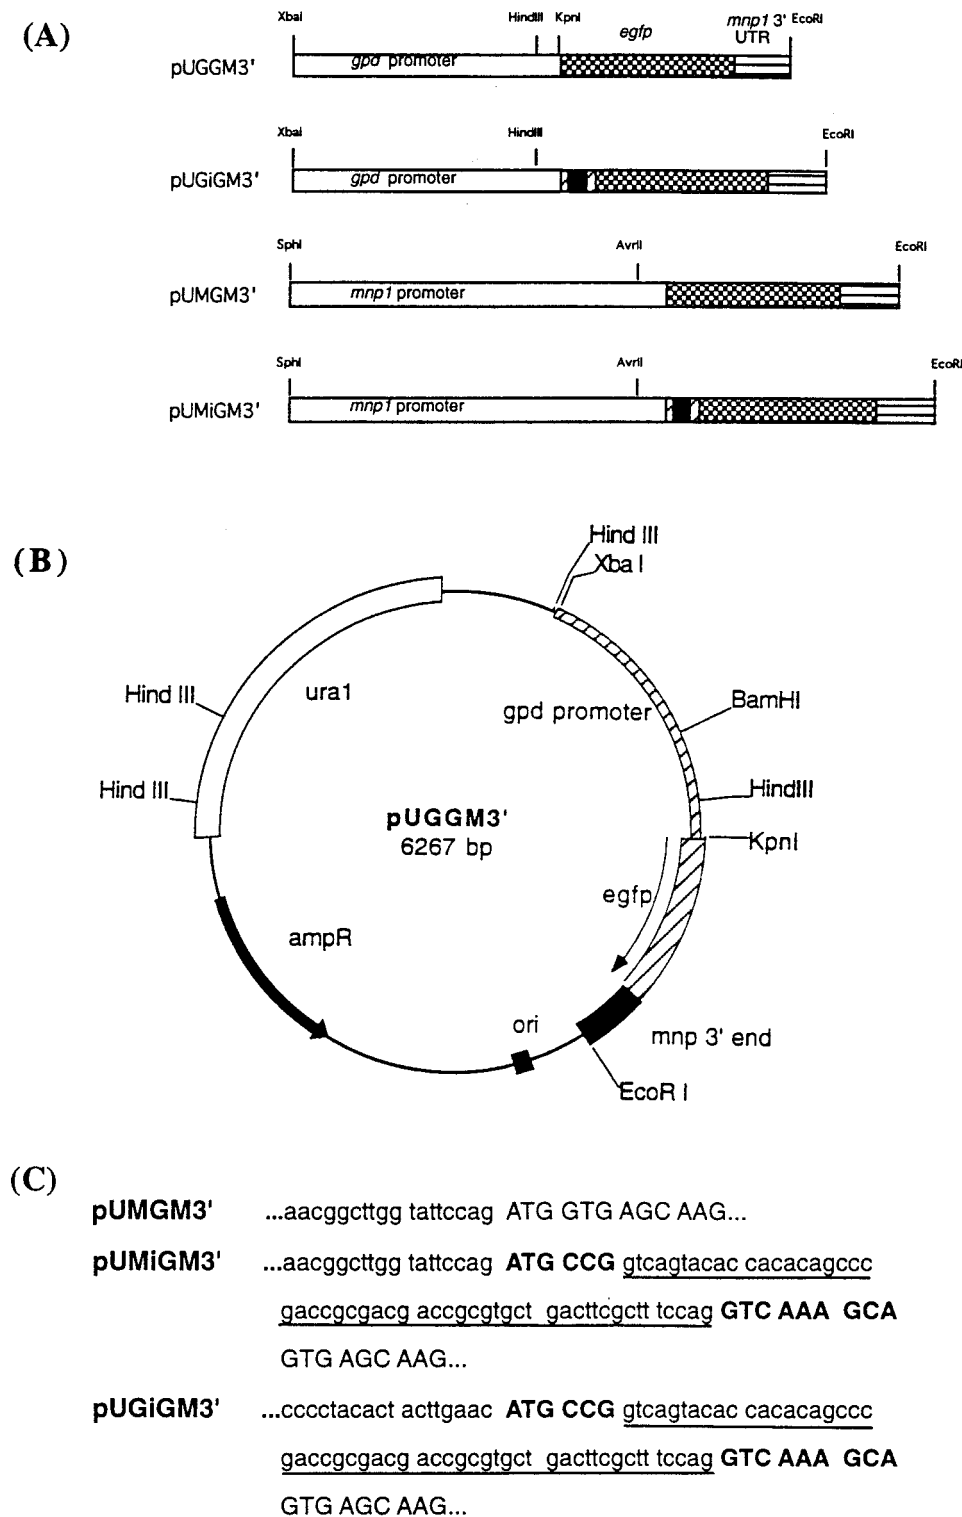 (A)
XbaI HindIII KpnI egfp mnp1 3' UTR EcoRI
pUGGM3' gpd promoter
XbaI HindIII EcoRI
pUGiGM3' gpd promoter
SphI AvrII EcoRI
pUMGM3' mnp1 promoter
SphI AvrII EcoRI
pUMiGM3' mnp1 promoter
(B)
Hind III
Xba I
ura1
Hind III
gpd promoter
BamHI
Hind III
HindIII
pUGGM3'
6267 bp
KpnI
egfp
ampR
ori
mnp 3' end
EcoR I
(C)
pUMGM3' ...aacggcttgg tattccag ATG GTG AGC AAG...
pUMiGM3' ...aacggcttgg tattccag ATG CCG gtcagtacac cacacagccc
gaccgcgacg accgcgtgct gacttcgctt tccag GTC AAA GCA
GTG AGC AAG...
pUGiGM3' ...cccctacact acttgaac ATG CCG gtcagtacac cacacagccc
gaccgcgacg accgcgtgct gacttcgctt tccag GTC AAA GCA
GTG AGC AAG...